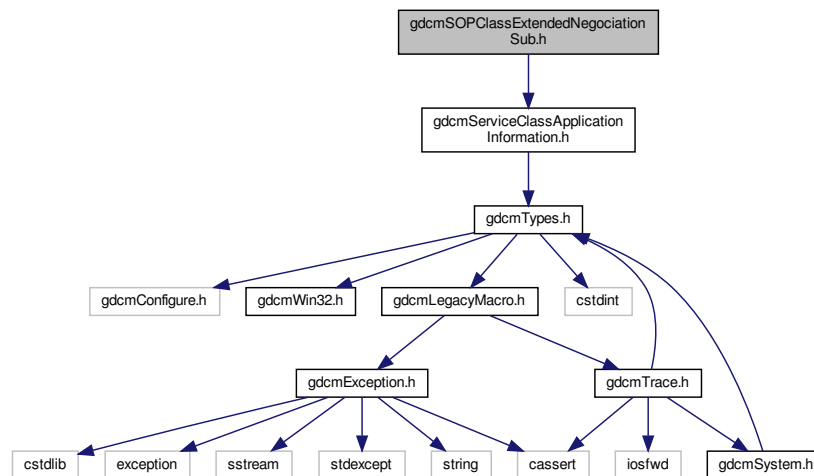 gdcmSOPClassExtendedNegociation
Sub.h
gdcmServiceClassApplication
Information.h
gdcmTypes.h
gdcmConfigure.h
gdcmWin32.h
gdcmLegacyMacro.h
cstdint
gdcmException.h
gdcmTrace.h
cstdlib
exception
sstream
stdexcept
string
cassert
iosfwd
gdcmSystem.h